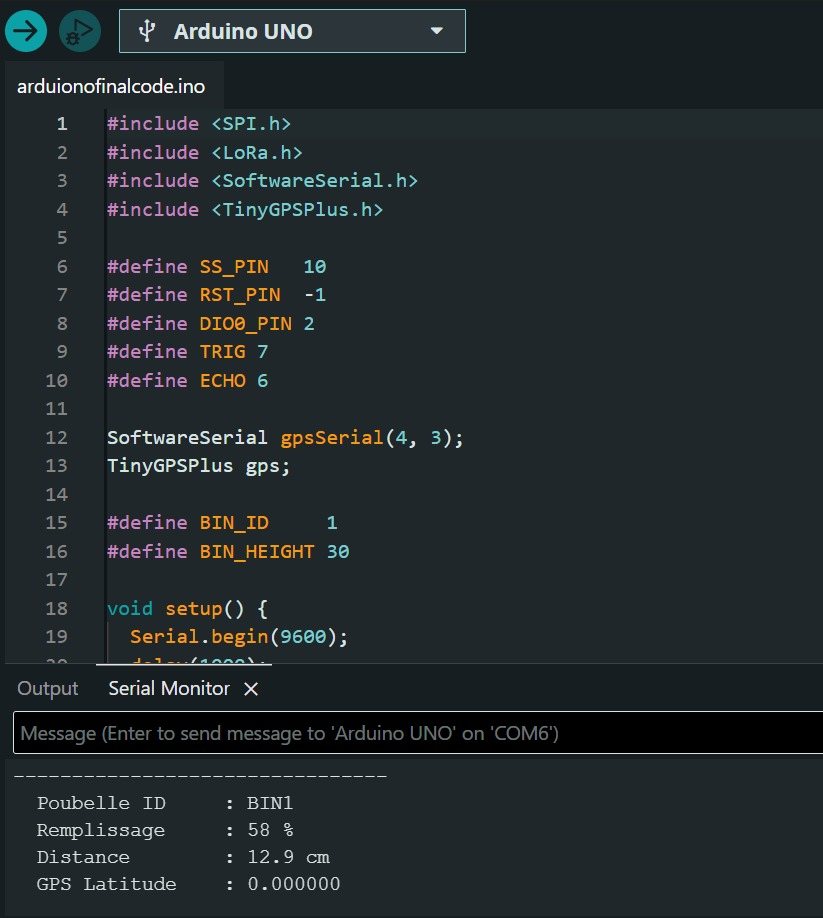 Arduino UNO
arduionofinalcode.ino
1 #include <SPI.h>
2 #include <LoRa.h>
3 #include <SoftwareSerial.h>
4 #include <TinyGPSPlus.h>
5
6 #define SS_PIN   10
7 #define RST_PIN  -1
8 #define DIO0_PIN 2
9 #define TRIG 7
10 #define ECHO 6
11
12 SoftwareSerial gpsSerial(4, 3);
13 TinyGPSPlus gps;
14
15 #define BIN_ID     1
16 #define BIN_HEIGHT 30
17
18 void setup() {
19   Serial.begin(9600);
20   delay(1000);
Output Serial Monitor
Message (Enter to send message to 'Arduino UNO' on 'COM6')
--------------------------------
Poubelle ID     : BIN1
Remplissage     : 58 %
Distance        : 12.9 cm
GPS Latitude    : 0.000000